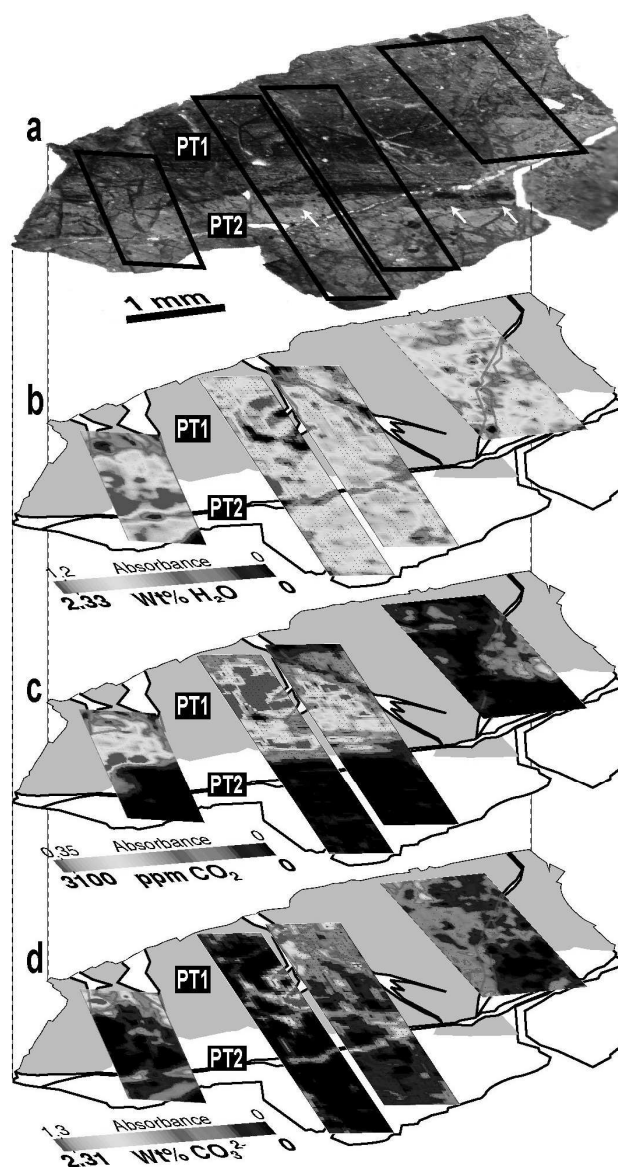 a
PT1
PT2
1 mm
b
PT1
PT2
1.2 Absorbance 0
2.33 Wt% H₂O 0
c
PT1
PT2
0.35 Absorbance 0
3100 ppm CO₂ 0
d
PT1
PT2
1.3 Absorbance 0
2.31 Wt% CO₃²⁻ 0